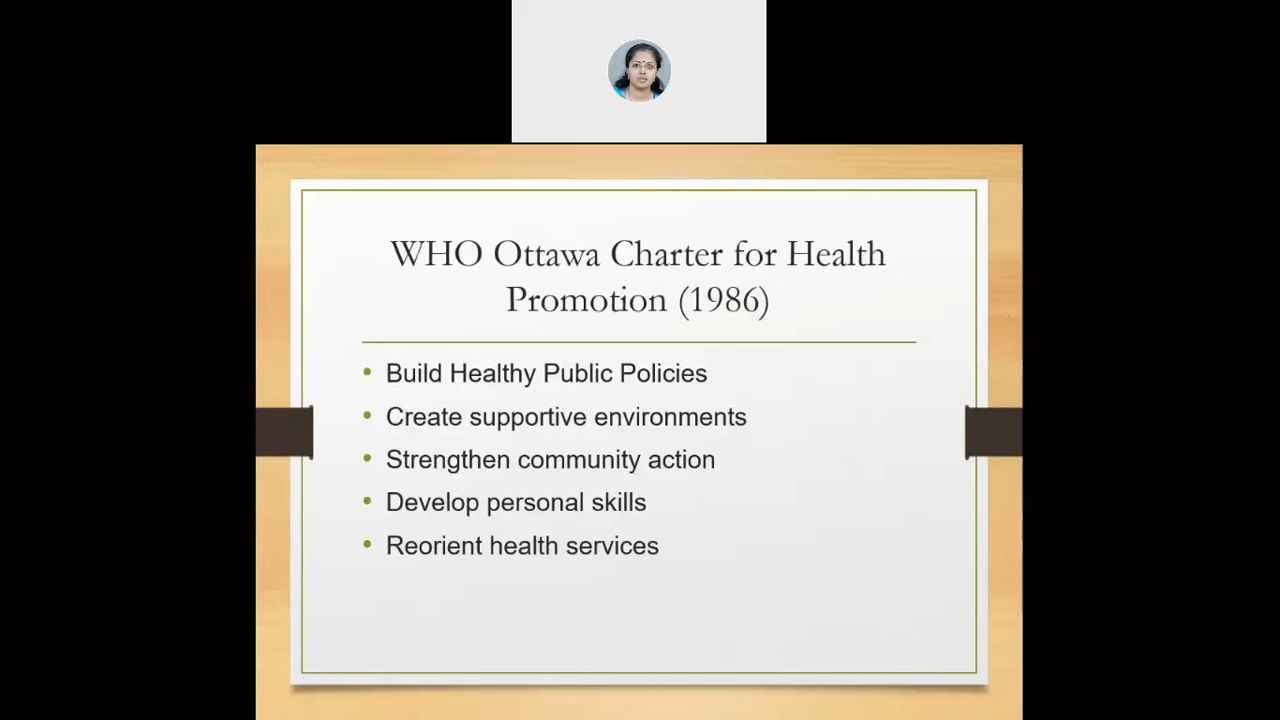 WHO Ottawa Charter for Health
Promotion (1986)
• Build Healthy Public Policies
• Create supportive environments
• Strengthen community action
• Develop personal skills
• Reorient health services